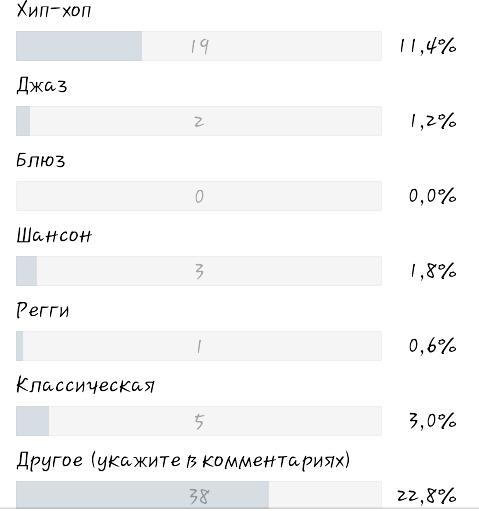 Хип-хоп
19 11,4%
Джаз
2 1,2%
Блюз
0 0,0%
Шансон
3 1,8%
Регги
1 0,6%
Классическая
5 3,0%
Другое (укажите в комментариях)
38 22,8%